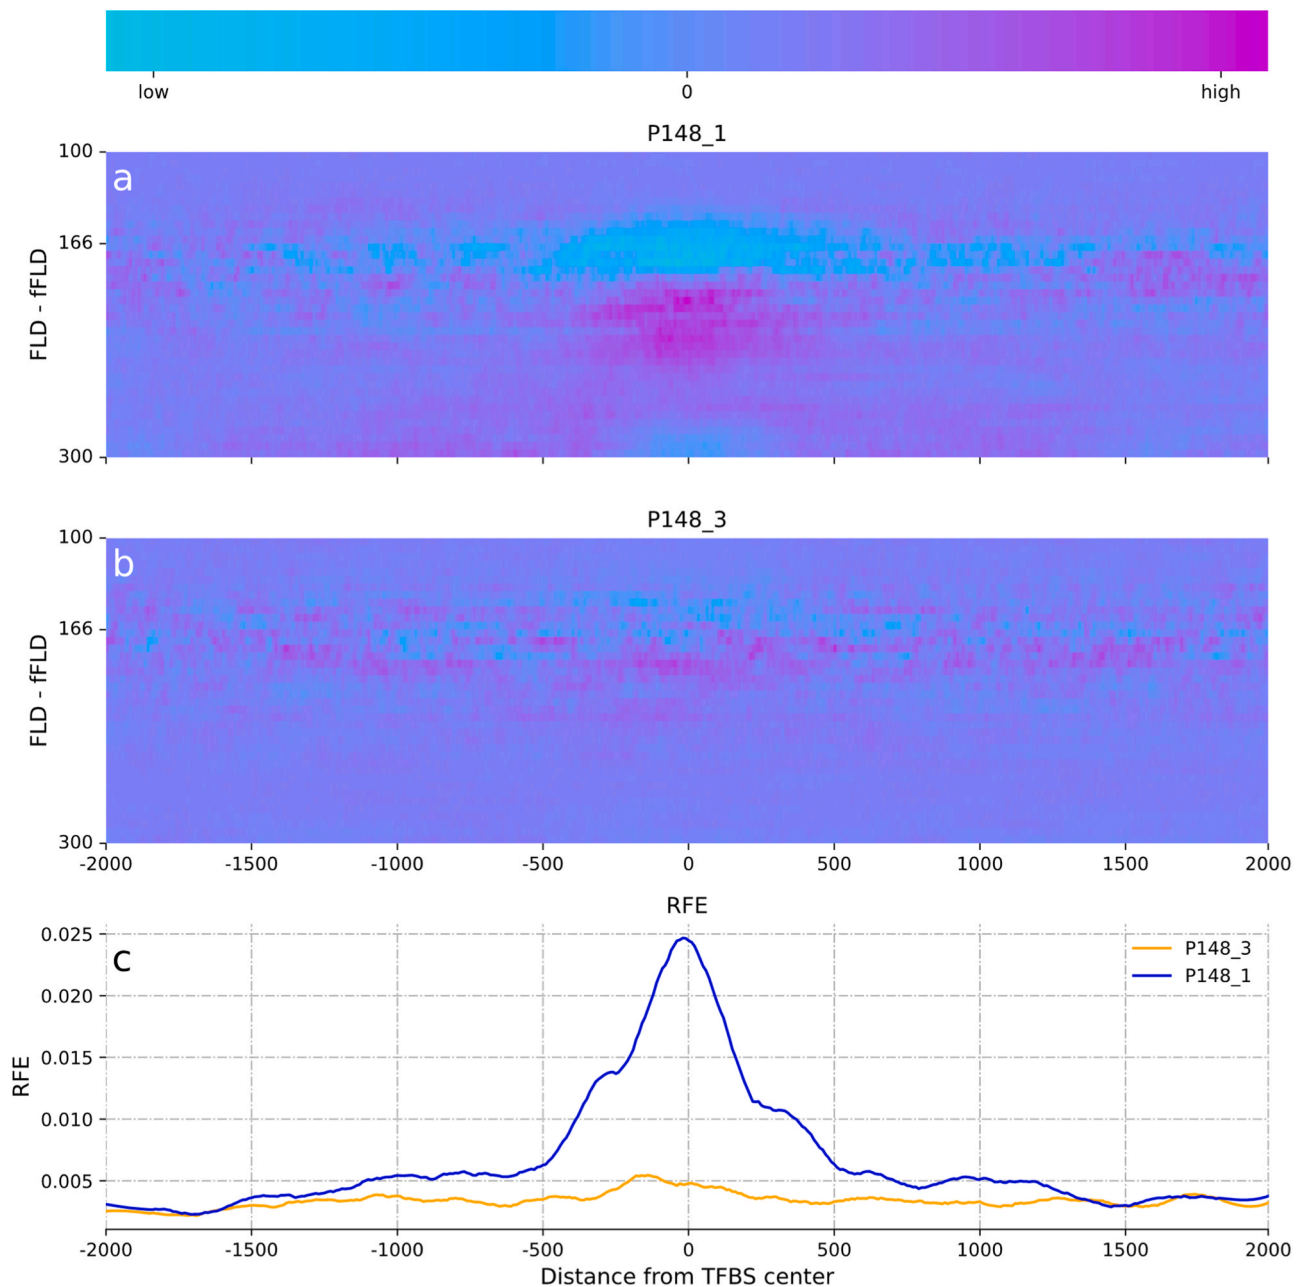 low 0 high
P148_1
a
100
166
300
FLD - fFLD
P148_3
b
100
166
300
FLD - fFLD
-2000 -1500 -1000 -500 0 500 1000 1500 2000
RFE
c
0.025
0.020
0.015
0.010
0.005
RFE
P148_3
P148_1
-2000 -1500 -1000 -500 0 500 1000 1500 2000
Distance from TFBS center